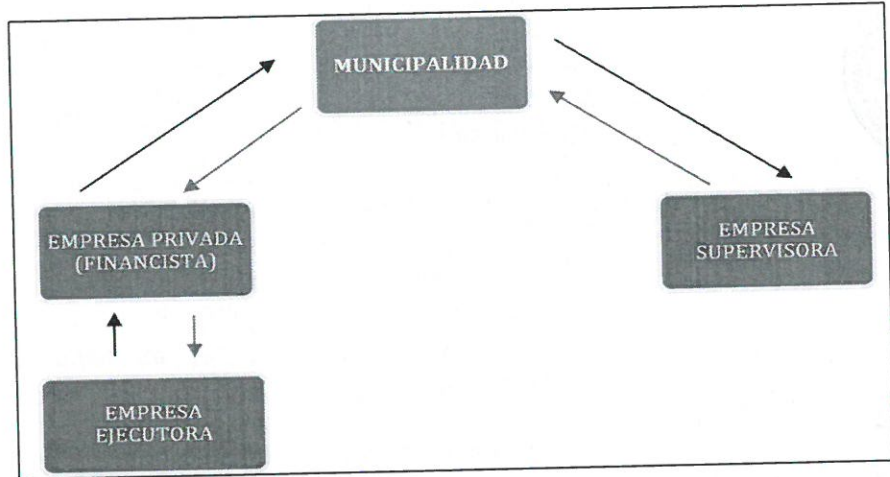 MUNICIPALIDAD
EMPRESA PRIVADA
(FINANCISTA)
EMPRESA
SUPERVISORA
EMPRESA
EJECUTORA